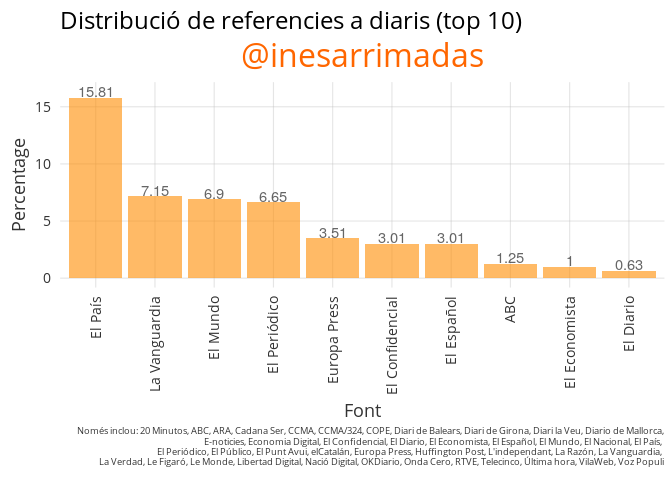 Distribució de referencies a diaris (top 10)
@inesarrimadas
Percentage
15
10
5
0
15.81
7.15
6.9
6.65
3.51
3.01
3.01
1.25
1
0.63
El País
La Vanguardia
El Mundo
El Periódico
Europa Press
El Confidencial
El Español
ABC
El Economista
El Diario
Font
Només inclou: 20 Minutos, ABC, ARA, Cadana Ser, CCMA, CCMA/324, COPE, Diari de Balears, Diari de Girona, Diari la Veu, Diario de Mallorca,
E-noticies, Economia Digital, El Confidencial, El Diario, El Economista, El Español, El Mundo, El Nacional, El País,
El Periódico, El Público, El Punt Avui, elCatalán, Europa Press, Huffington Post, L'independant, La Razón, La Vanguardia,
La Verdad, Le Figaró, Le Monde, Libertad Digital, Nació Digital, OKDiario, Onda Cero, RTVE, Telecinco, Última hora, VilaWeb, Voz Populi